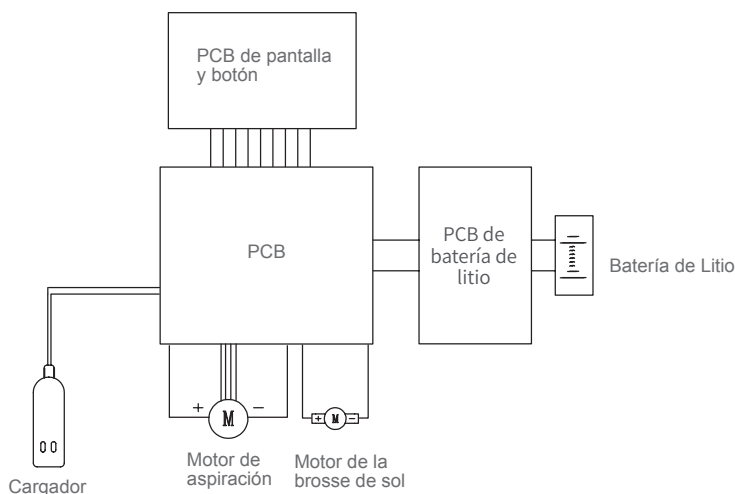 PCB de pantalla
y botón
PCB
PCB de
batería de
litio
Batería de Litio
+
M
−
+
M
−
Motor de
aspiración
Motor de la
brosse de sol
Cargador